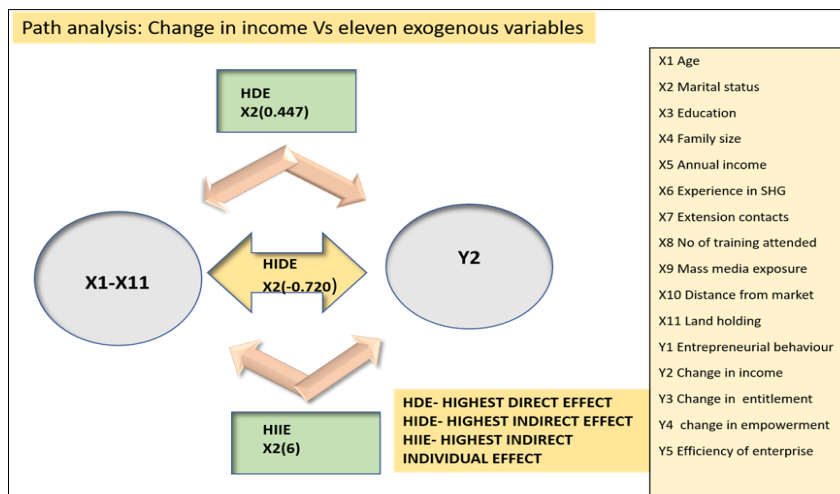 Path analysis: Change in income Vs eleven exogenous variables
HDE
X2(0.447)
X1-X11
HIDE
X2(-0.720)
Y2
HIIE
X2(6)
HDE- HIGHEST DIRECT EFFECT
HIDE- HIGHEST INDIRECT EFFECT
HIIE- HIGHEST INDIRECT
INDIVIDUAL EFFECT
X1 Age
X2 Marital status
X3 Education
X4 Family size
X5 Annual income
X6 Experience in SHG
X7 Extension contacts
X8 No of training attended
X9 Mass media exposure
X10 Distance from market
X11 Land holding
Y1 Entrepreneurial behaviour
Y2 Change in income
Y3 Change in entitlement
Y4 change in empowerment
Y5 Efficiency of enterprise